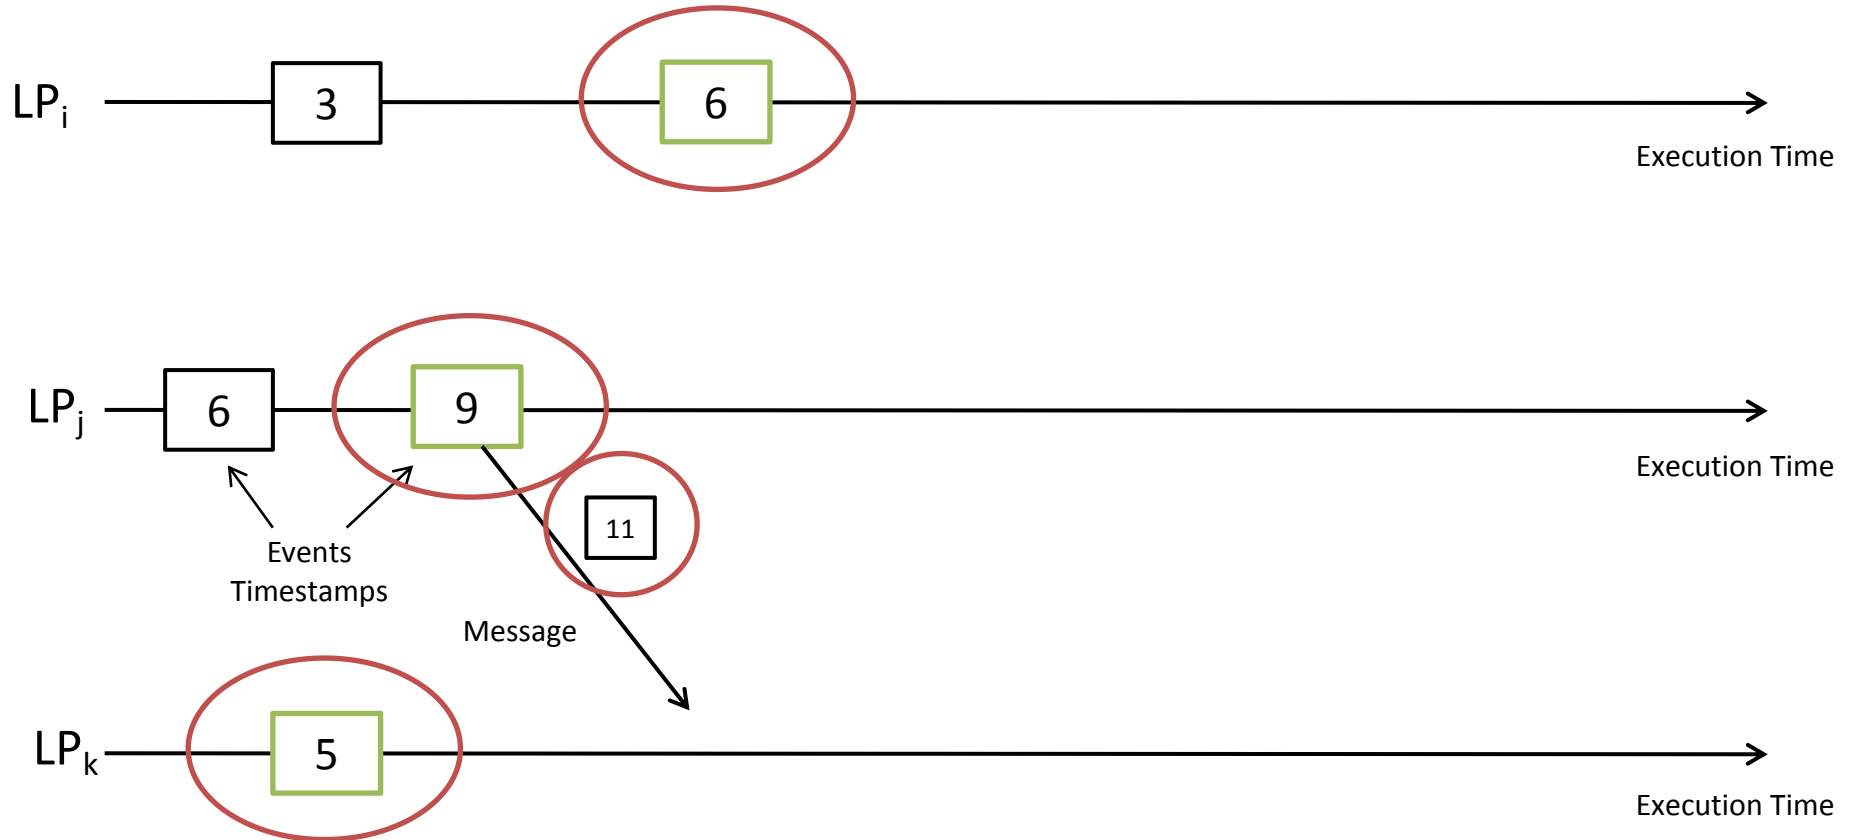 LPi
3
6
Execution Time
LPj
6
9
Execution Time
11
Events
Timestamps
Message
LPk
5
Execution Time